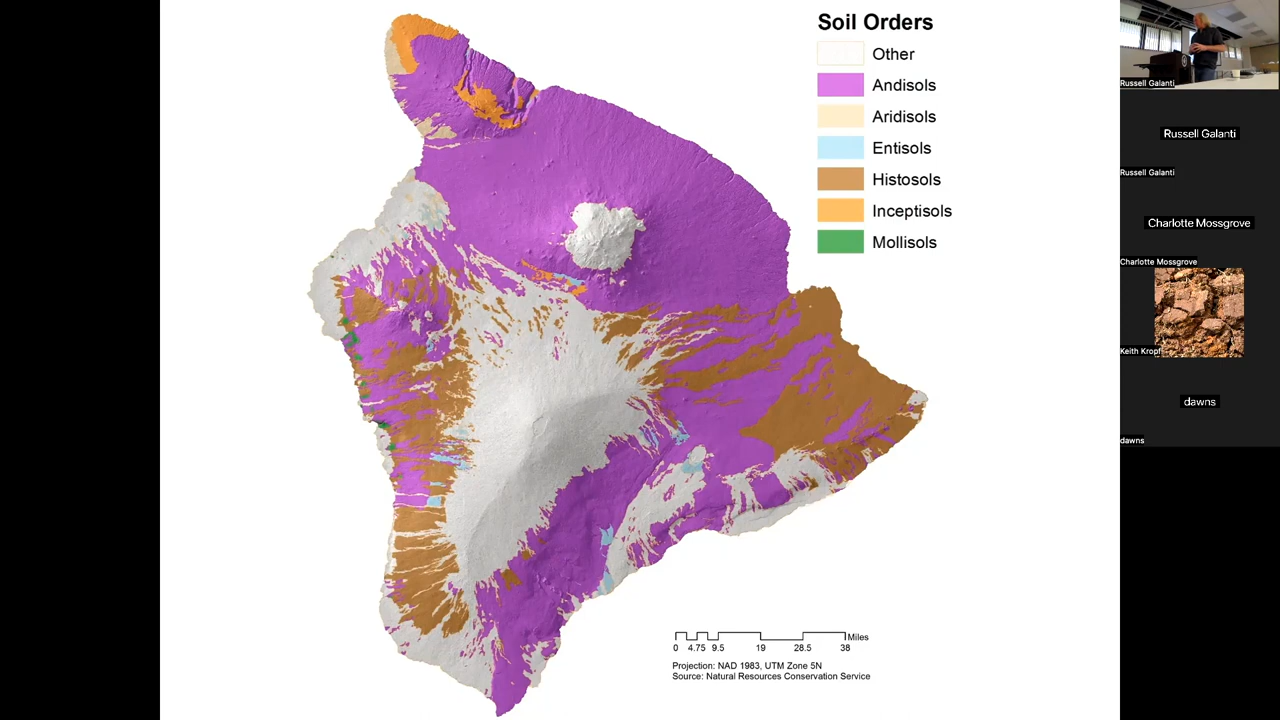 Soil Orders
Other
Andisols
Aridisols
Entisols
Histosols
Inceptisols
Mollisols
Miles
0 4.75 9.5 19 28.5 38
Projection: NAD 1983, UTM Zone 5N
Source: Natural Resources Conservation Service
Russell Galanti
Russell Galanti
Russell Galanti
Charlotte Mossgrove
Charlotte Mossgrove
Keith Kropf
dawns
dawns